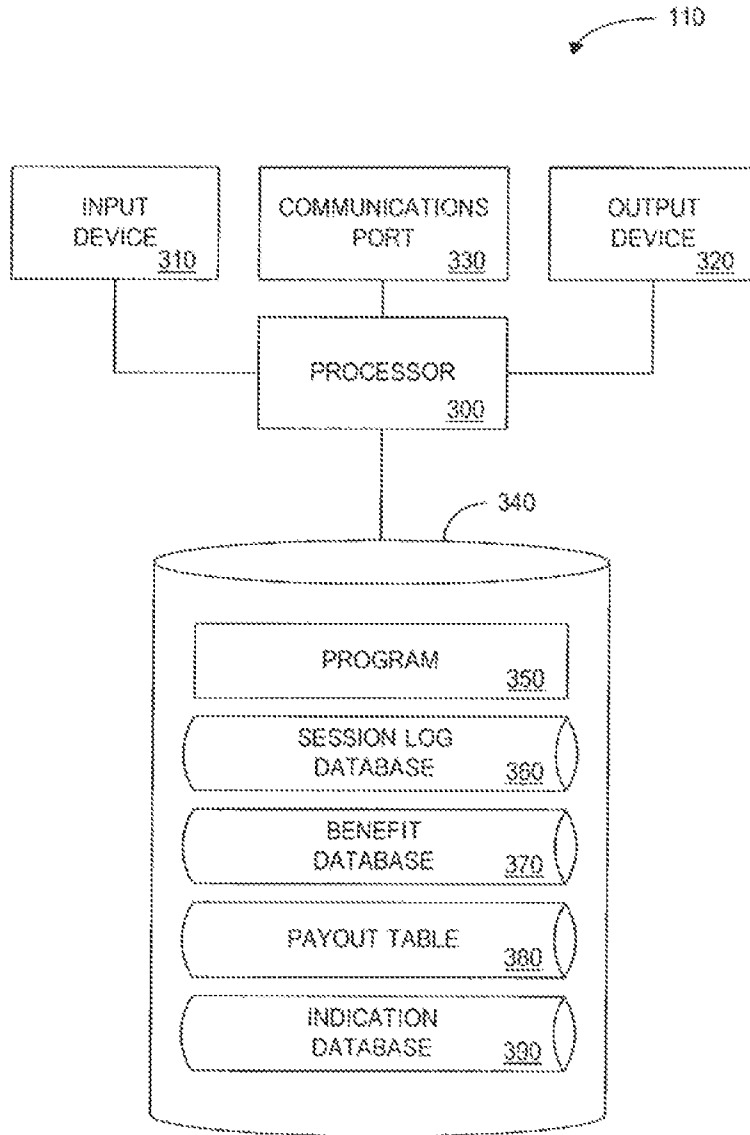 110
INPUT
DEVICE
310
COMMUNICATIONS
PORT
330
OUTPUT
DEVICE
320
PROCESSOR
300
340
PROGRAM
350
SESSION LOG
DATABASE
360
BENEFIT
DATABASE
370
PAYOUT TABLE
380
INDICATION
DATABASE
390